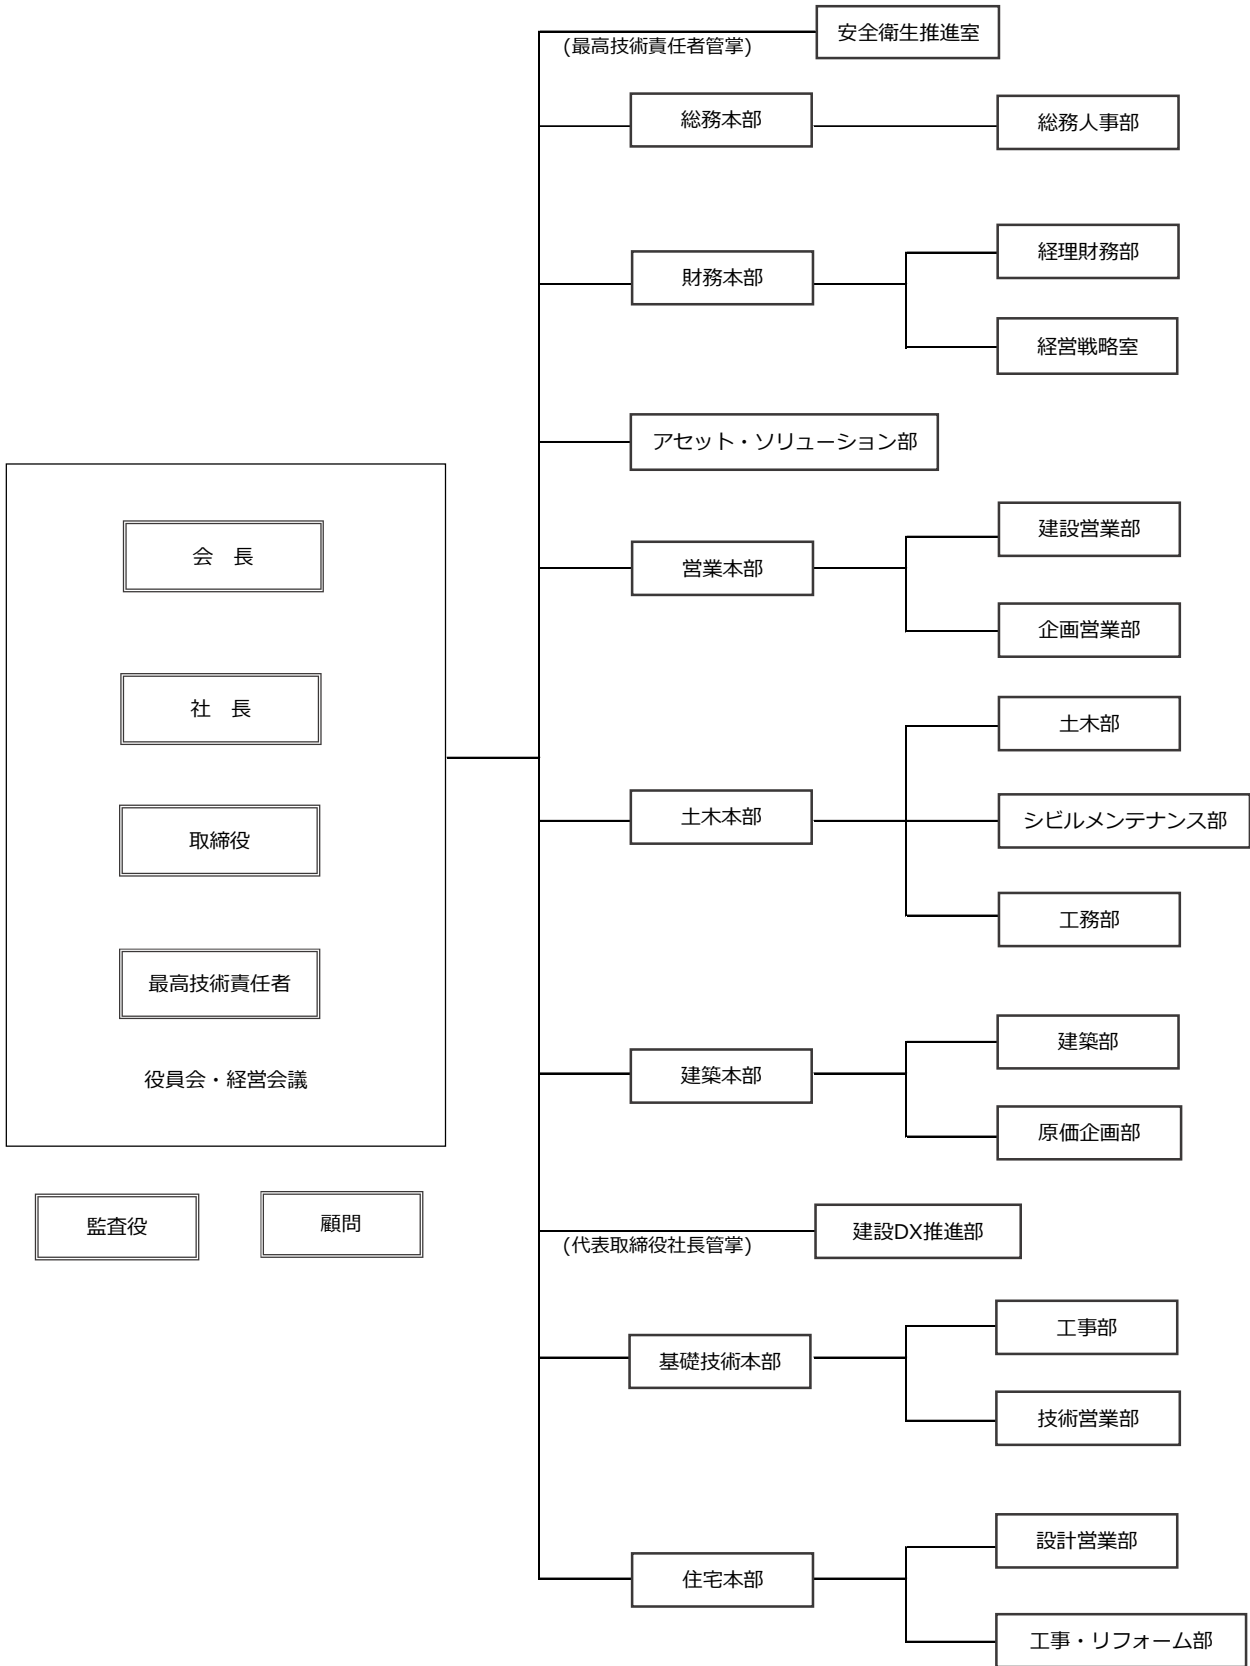 安全衛生推進室
(最高技術責任者管掌)
総務本部
総務人事部
財務本部
経理財務部
経営戦略室
アセット・ソリューション部
営業本部
建設営業部
企画営業部
会　長
社　長
取締役
最高技術責任者
役員会・経営会議
監査役
顧問
土木本部
土木部
シビルメンテナンス部
工務部
建築本部
建築部
原価企画部
建設DX推進部
(代表取締役社長管掌)
基礎技術本部
工事部
技術営業部
住宅本部
設計営業部
工事・リフォーム部